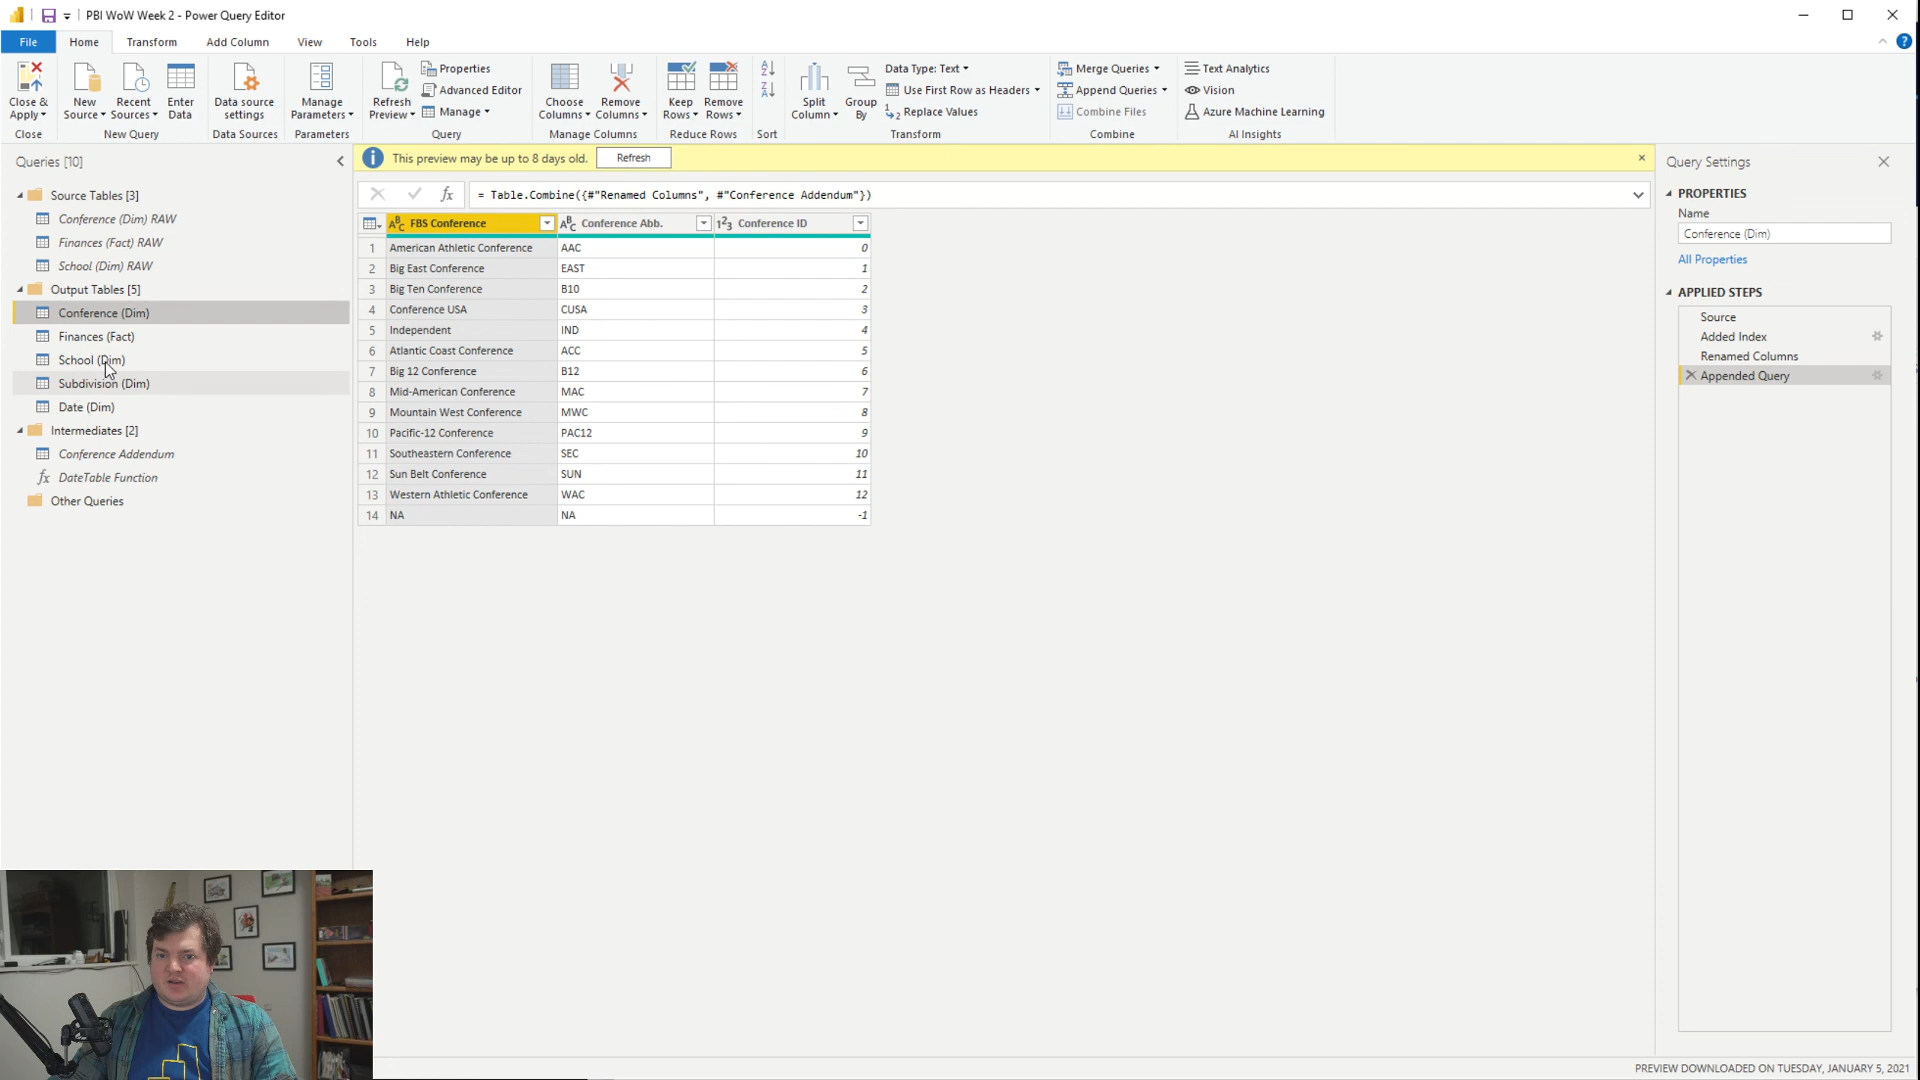 PBI WoW Week 2 - Power Query Editor
File Home Transform Add Column View Tools Help
Close & Apply
New Source
Recent Sources
Enter Data
Data source settings
Manage Parameters
Refresh Preview
Properties
Advanced Editor
Manage
Choose Columns
Remove Columns
Keep Rows
Remove Rows
Split Column
Group By
Data Type: Text
Use First Row as Headers
Replace Values
Merge Queries
Append Queries
Combine Files
Text Analytics
Vision
Azure Machine Learning
Close New Query Data Sources Parameters Query Manage Columns Reduce Rows Sort Transform Combine AI Insights
Queries [10]
Source Tables [3]
Conference (Dim) RAW
Finances (Fact) RAW
School (Dim) RAW
Output Tables [5]
Conference (Dim)
Finances (Fact)
School (Dim)
Subdivision (Dim)
Date (Dim)
Intermediates [2]
Conference Addendum
fx DateTable Function
Other Queries
This preview may be up to 8 days old. Refresh
fx = Table.Combine({#"Renamed Columns", #"Conference Addendum"})
ABC FBS Conference ABC Conference Abb. 123 Conference ID
1 American Athletic Conference AAC 0
2 Big East Conference EAST 1
3 Big Ten Conference B10 2
4 Conference USA CUSA 3
5 Independent IND 4
6 Atlantic Coast Conference ACC 5
7 Big 12 Conference B12 6
8 Mid-American Conference MAC 7
9 Mountain West Conference MWC 8
10 Pacific-12 Conference PAC12 9
11 Southeastern Conference SEC 10
12 Sun Belt Conference SUN 11
13 Western Athletic Conference WAC 12
14 NA NA -1
Query Settings
PROPERTIES
Name
Conference (Dim)
All Properties
APPLIED STEPS
Source
Added Index
Renamed Columns
Appended Query
PREVIEW DOWNLOADED ON TUESDAY, JANUARY 5, 2021